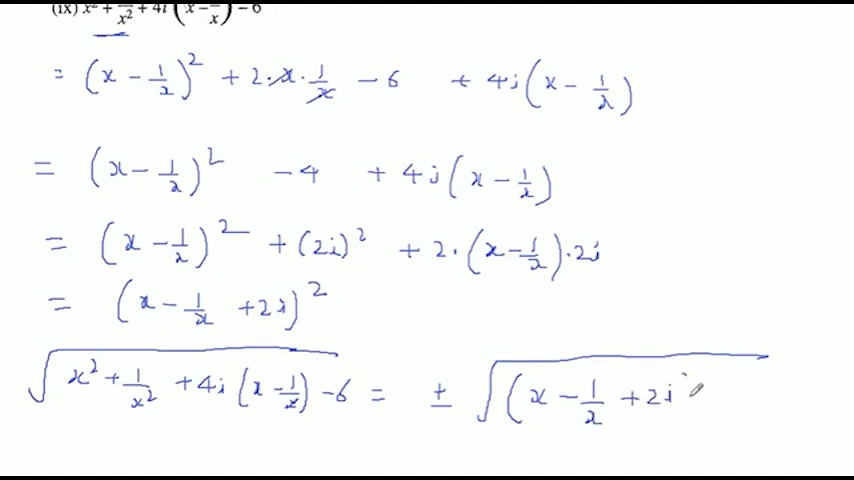 (ix) x² + 1/x² + 4i (x − 1/x) − 6
= (x − 1/x)² + 2·x·1/x − 6 + 4i(x − 1/x)
= (x − 1/x)² − 4 + 4i(x − 1/x)
= (x − 1/x)² + (2i)² + 2·(x − 1/x)·2i
= (x − 1/x + 2i)²
√(x² + 1/x² + 4i(x − 1/x) − 6) = ± √(x − 1/x + 2i